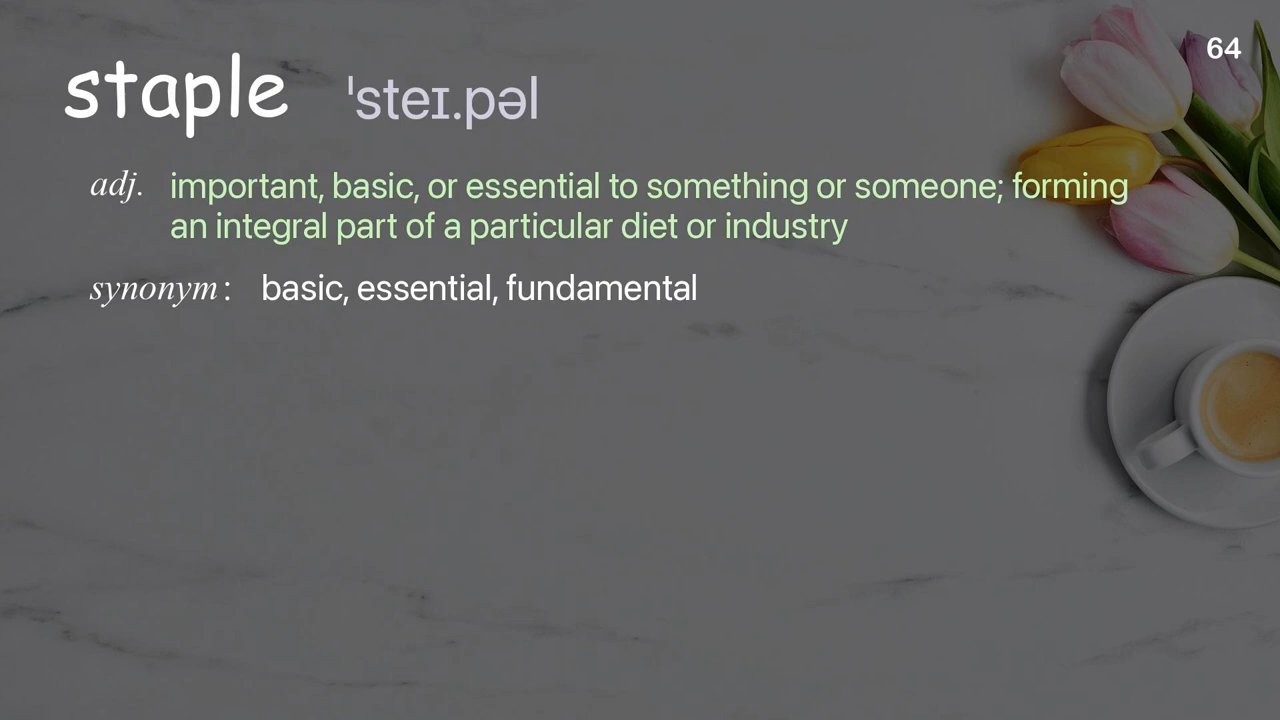 64
staple ˈsteɪ.pəl
adj. important, basic, or essential to something or someone; forming
an integral part of a particular diet or industry
synonym : basic, essential, fundamental